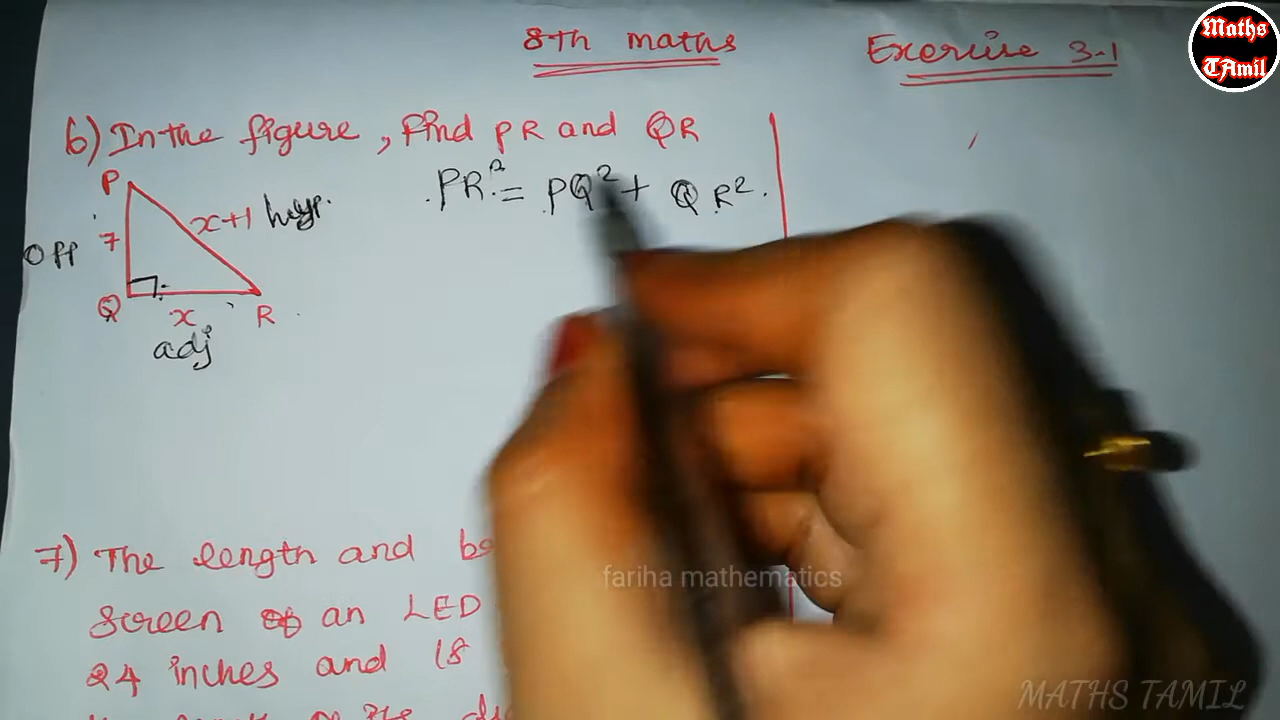 8th maths
Exercise 3.1
Maths
TAmil
6) In the figure, Find PR and QR
P
PR² = PQ² + QR².
x+1 hyp.
7
opp
Q
x
R
adj
7) The length and
Screen of an LED
24 inches and 18
fariha mathematics
MATHS TAMIL